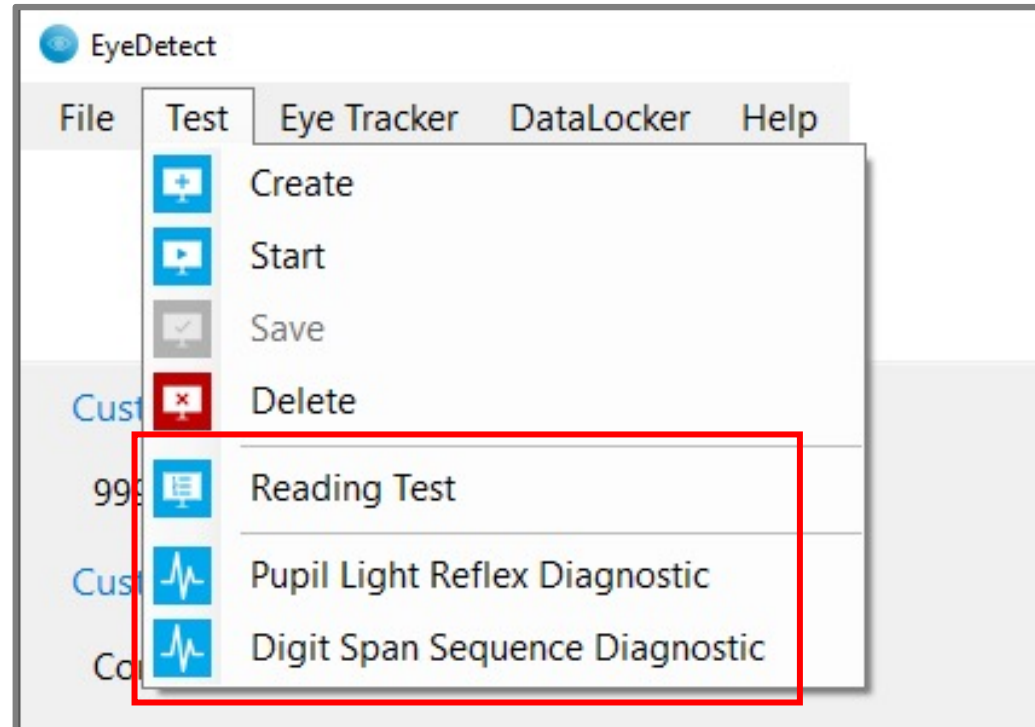 EyeDetect
File Test Eye Tracker DataLocker Help
Create
Start
Save
Delete
Reading Test
Pupil Light Reflex Diagnostic
Digit Span Sequence Diagnostic